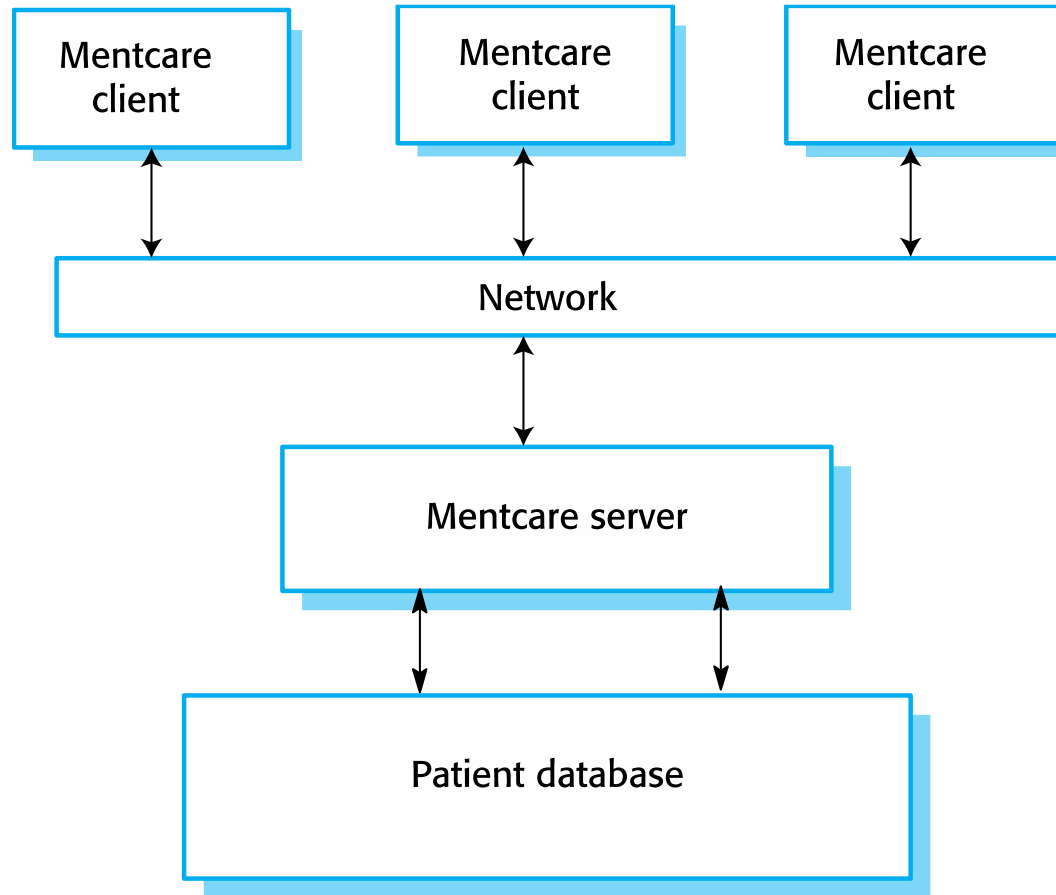 Mentcare
client
Mentcare
client
Mentcare
client
Network
Mentcare server
Patient database